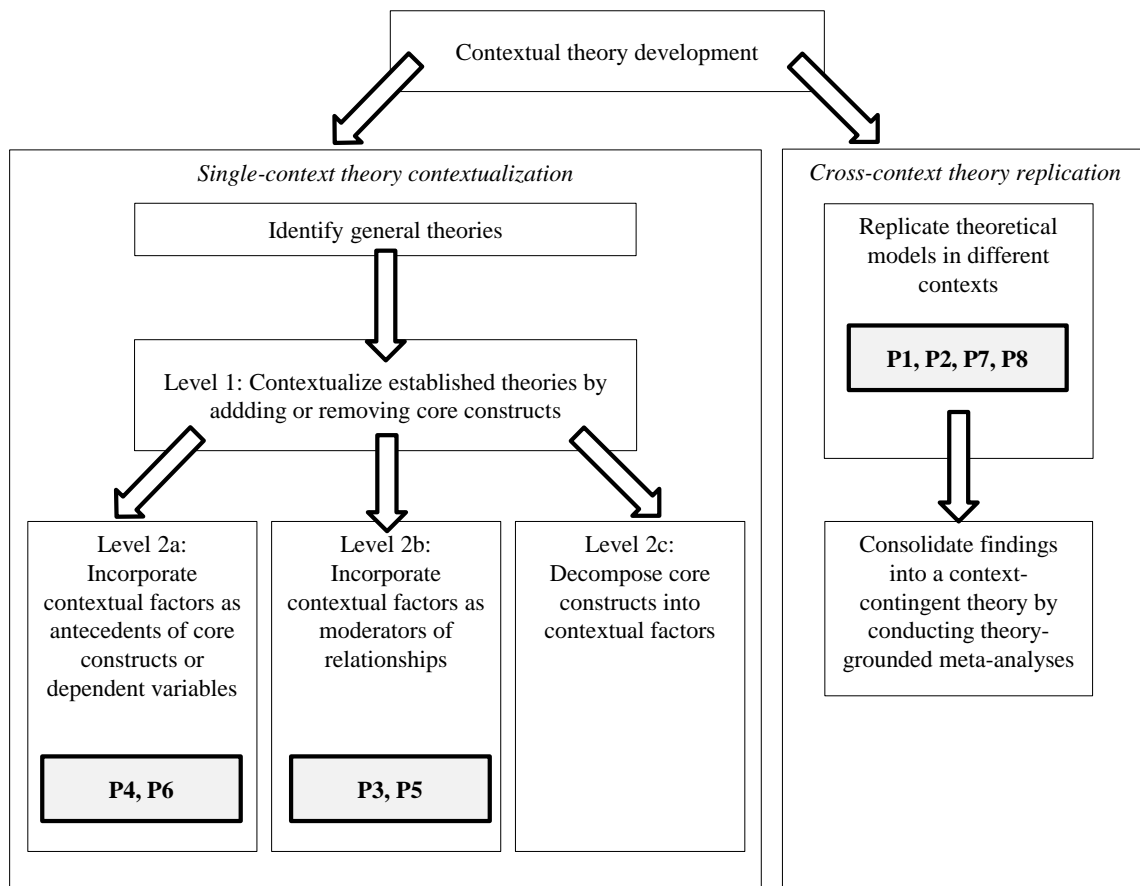 Contextual theory development
Single-context theory contextualization
Identify general theories
Level 1: Contextualize established theories by
addding or removing core constructs
Level 2a:
Incorporate
contextual factors as
antecedents of core
constructs or
dependent variables
P4, P6
Level 2b:
Incorporate
contextual factors as
moderators of
relationships
P3, P5
Level 2c:
Decompose core
constructs into
contextual factors
Cross-context theory replication
Replicate theoretical
models in different
contexts
P1, P2, P7, P8
Consolidate findings
into a context-
contingent theory by
conducting theory-
grounded meta-analyses